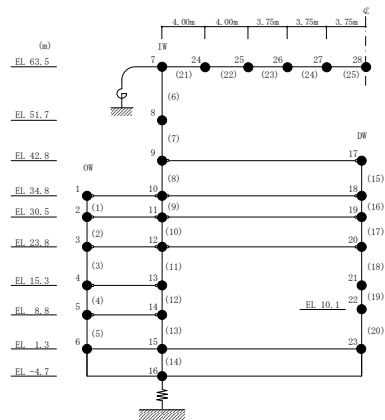 ℄
4.00m 4.00m 3.75m 3.75m 3.75m
(m) IW
EL 63.5 7 24 25 26 27 28
(21) (22) (23) (24) (25)
(6)
EL 51.7 8
(7) DW
EL 42.8 9 17
OW (8) (15)
EL 34.8 1 10 18
(1) (9) (16)
EL 30.5 2 11 19
(2) (10) (17)
EL 23.8 3 12 20
(3) (11) (18)
EL 15.3 4 13 21
(4) (12) (19)
EL 8.8 5 14 EL 10.1 22
(5) (13) (20)
EL 1.3 6 15 23
(14)
EL -4.7 16